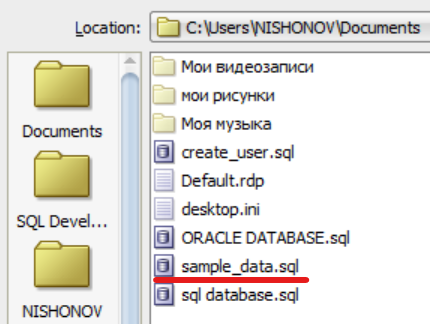 Location: C:\Users\NISHONOV\Documents
Documents
SQL Devel...
NISHONOV
Мои видеозаписи
мои рисунки
Моя музыка
create_user.sql
Default.rdp
desktop.ini
ORACLE DATABASE.sql
sample_data.sql
sql database.sql